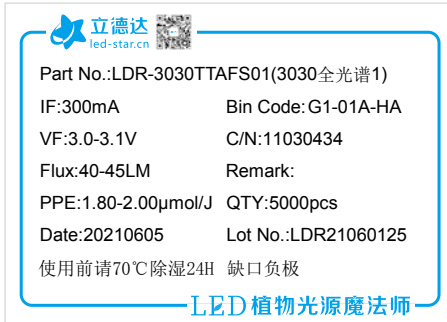 立德达
led-star.cn
Part No.:LDR-3030TTAFS01(3030全光谱1)
IF:300mA Bin Code:G1-01A-HA
VF:3.0-3.1V C/N:11030434
Flux:40-45LM Remark:
PPE:1.80-2.00μmol/J QTY:5000pcs
Date:20210605 Lot No.:LDR21060125
使用前请70℃除湿24H 缺口负极
LED植物光源魔法师